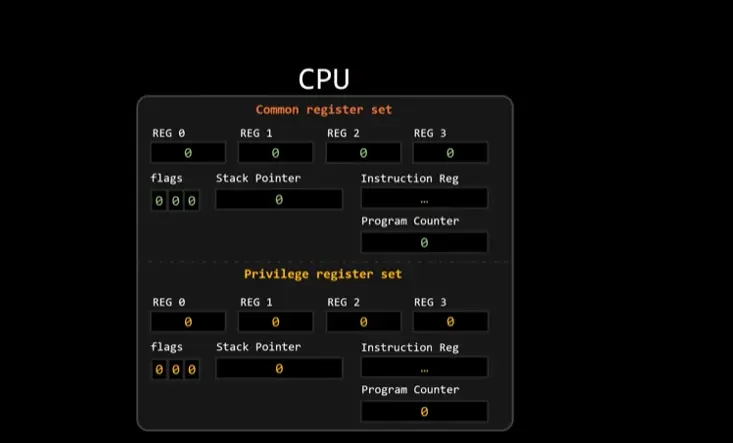 CPU
Common register set
REG 0 REG 1 REG 2 REG 3
0 0 0 0
flags Stack Pointer Instruction Reg
0 0 0 0 …
Program Counter
0
Privilege register set
REG 0 REG 1 REG 2 REG 3
0 0 0 0
flags Stack Pointer Instruction Reg
0 0 0 0 …
Program Counter
0